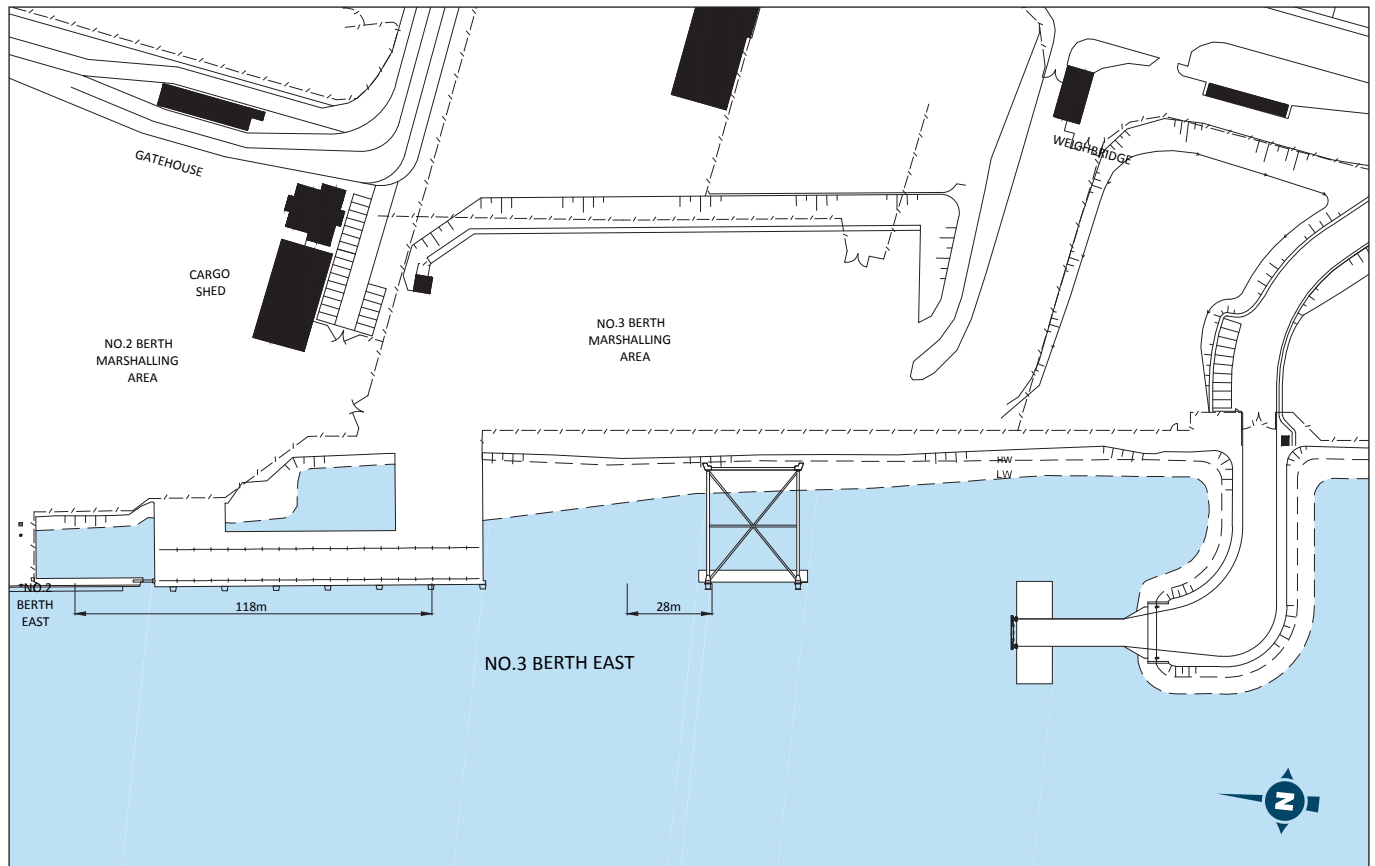 GATEHOUSE
WEIGHBRIDGE
CARGO
SHED
NO.2 BERTH
MARSHALLING
AREA
NO.3 BERTH
MARSHALLING
AREA
HW
LW
NO.2
BERTH
EAST
118m
28m
NO.3 BERTH EAST
N